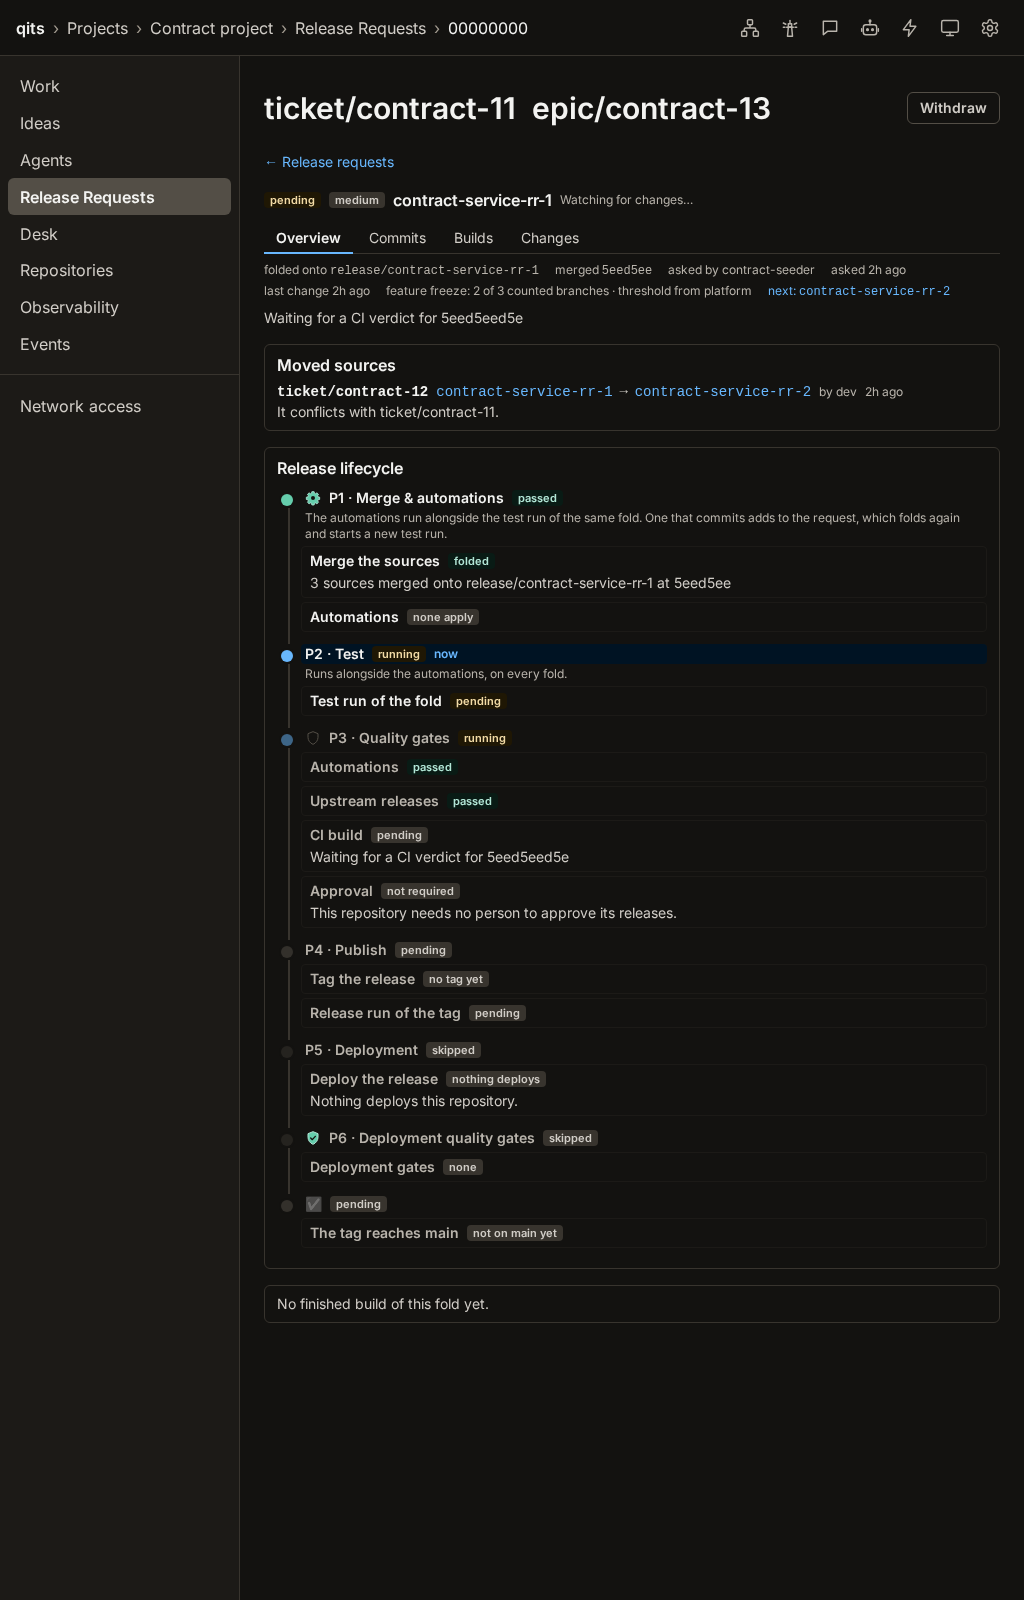 qits › Projects › Contract project › Release Requests › 00000000
Work
Ideas
Agents
Release Requests
Desk
Repositories
Observability
Events
Network access
ticket/contract-11 epic/contract-13
Withdraw
← Release requests
pending medium contract-service-rr-1 Watching for changes...
Overview Commits Builds Changes
folded onto release/contract-service-rr-1 merged 5eed5ee asked by contract-seeder asked 2h ago
last change 2h ago feature freeze: 2 of 3 counted branches · threshold from platform next: contract-service-rr-2
Waiting for a CI verdict for 5eed5eed5e
Moved sources
ticket/contract-12 contract-service-rr-1 → contract-service-rr-2 by dev 2h ago
It conflicts with ticket/contract-11.
Release lifecycle
P1 · Merge & automations passed
The automations run alongside the test run of the same fold. One that commits adds to the request, which folds again
and starts a new test run.
Merge the sources folded
3 sources merged onto release/contract-service-rr-1 at 5eed5ee
Automations none apply
P2 · Test running now
Runs alongside the automations, on every fold.
Test run of the fold pending
P3 · Quality gates running
Automations passed
Upstream releases passed
CI build pending
Waiting for a CI verdict for 5eed5eed5e
Approval not required
This repository needs no person to approve its releases.
P4 · Publish pending
Tag the release no tag yet
Release run of the tag pending
P5 · Deployment skipped
Deploy the release nothing deploys
Nothing deploys this repository.
P6 · Deployment quality gates skipped
Deployment gates none
pending
The tag reaches main not on main yet
No finished build of this fold yet.